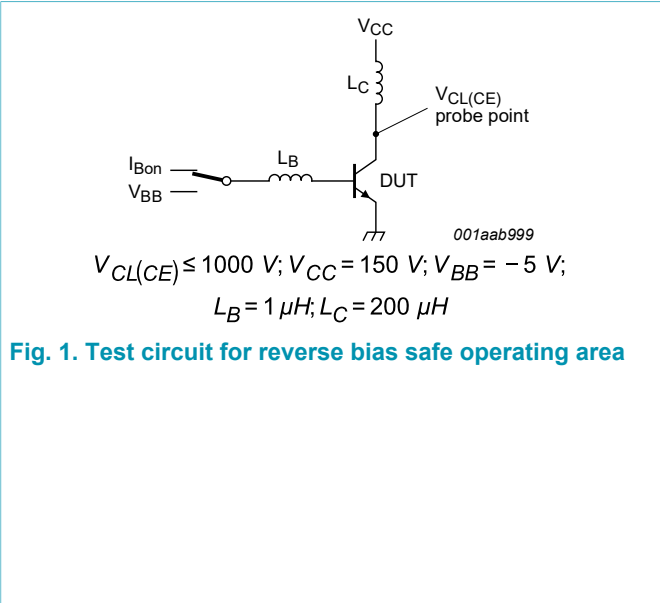 VCC
LC
VCL(CE)
probe point
IBon
LB
VBB
DUT
001aab999
VCL(CE) ≤ 1000 V; VCC = 150 V; VBB = −5 V;
LB = 1 μH; LC = 200 μH
Fig. 1. Test circuit for reverse bias safe operating area